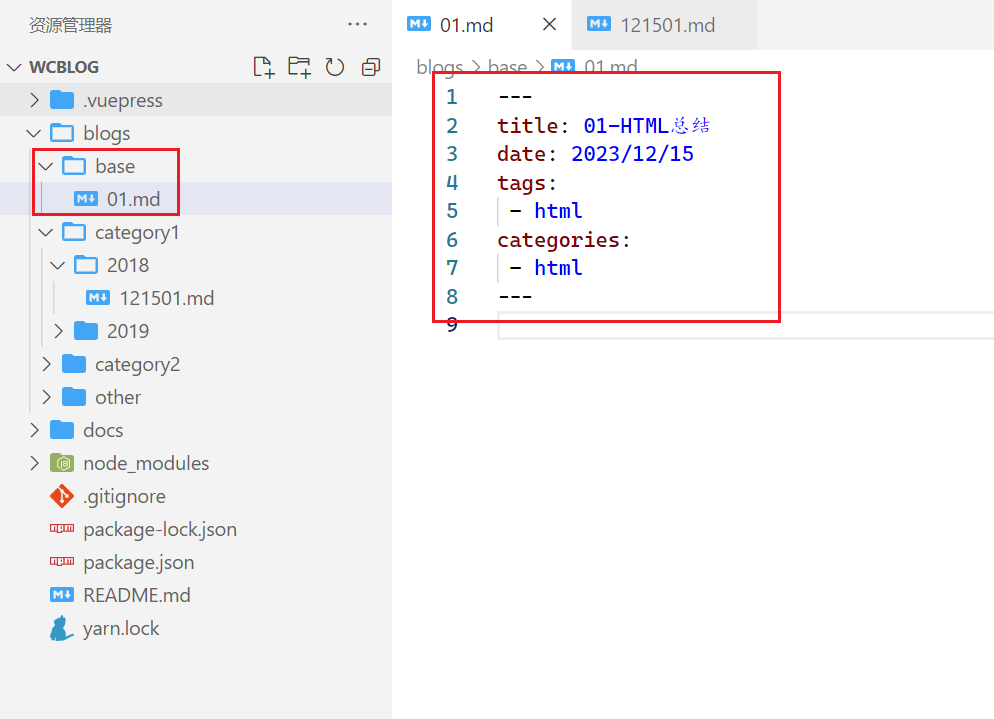 资源管理器
···
WCBLOG
.vuepress
blogs
base
01.md
category1
2018
121501.md
2019
category2
other
docs
node_modules
.gitignore
package-lock.json
package.json
README.md
yarn.lock
01.md
121501.md
blogs > base > 01.md
1 ---
2 title: 01-HTML总结
3 date: 2023/12/15
4 tags:
5 - html
6 categories:
7 - html
8 ---
9